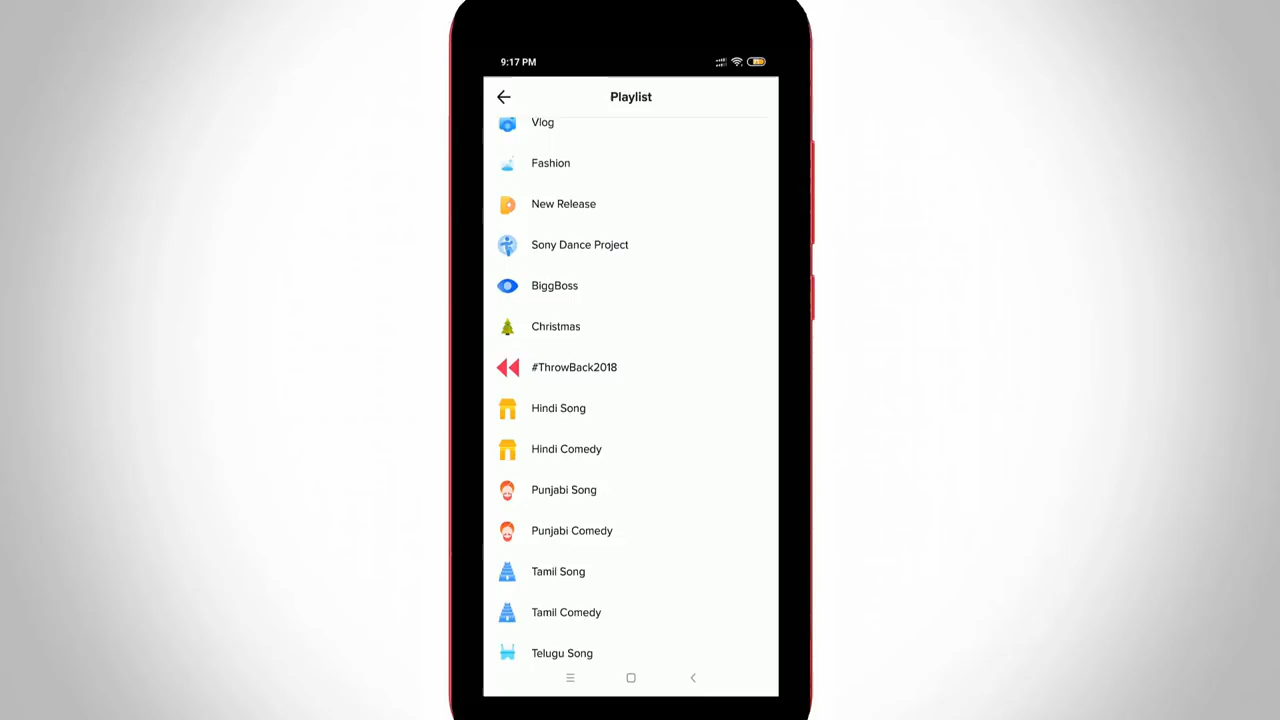 9:17 PM
Playlist
Vlog
Fashion
New Release
Sony Dance Project
BiggBoss
Christmas
#ThrowBack2018
Hindi Song
Hindi Comedy
Punjabi Song
Punjabi Comedy
Tamil Song
Tamil Comedy
Telugu Song